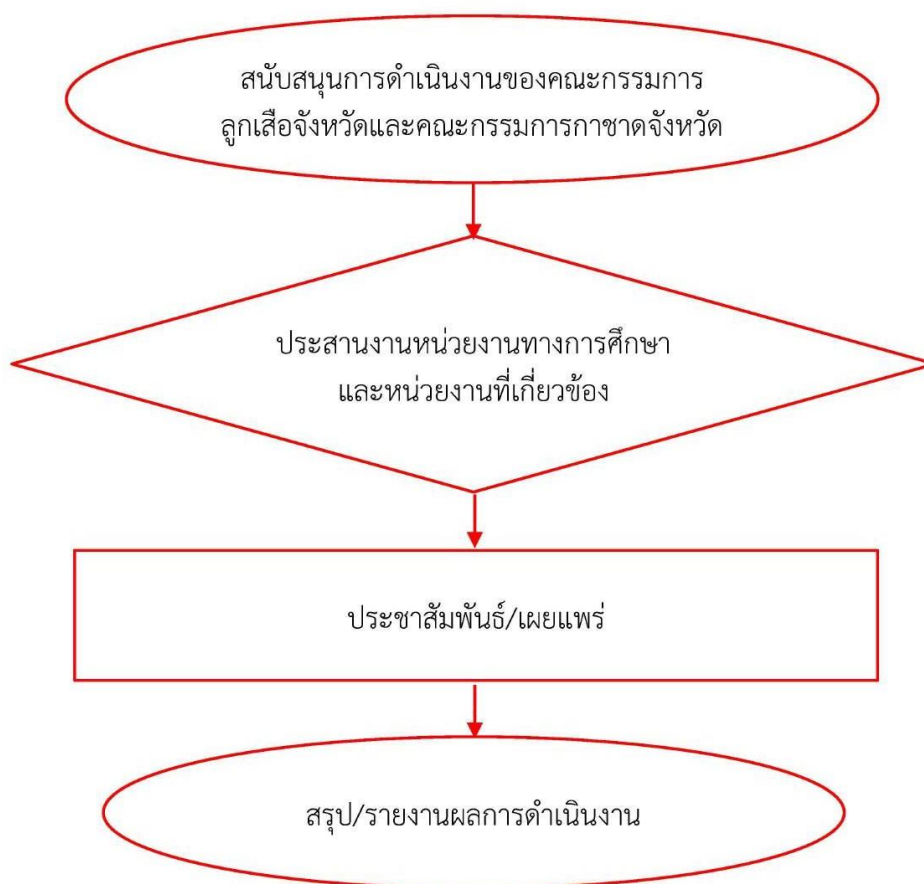 สนับสนุนการดำเนินงานของคณะกรรมการ
ลูกเสือจังหวัดและคณะกรรมการกาชาดจังหวัด
ประสานงานหน่วยงานทางการศึกษา
และหน่วยงานที่เกี่ยวข้อง
ประชาสัมพันธ์/เผยแพร่
สรุป/รายงานผลการดำเนินงาน